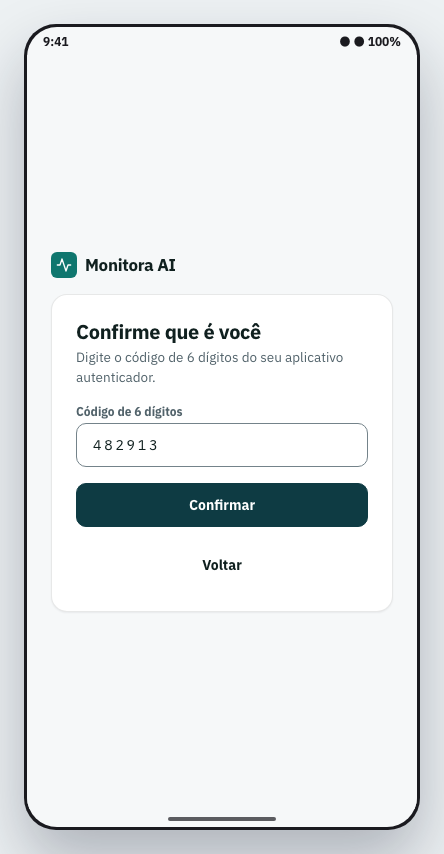 9:41
100%
Monitora AI
Confirme que é você
Digite o código de 6 dígitos do seu aplicativo
autenticador.
Código de 6 dígitos
482913
Confirmar
Voltar